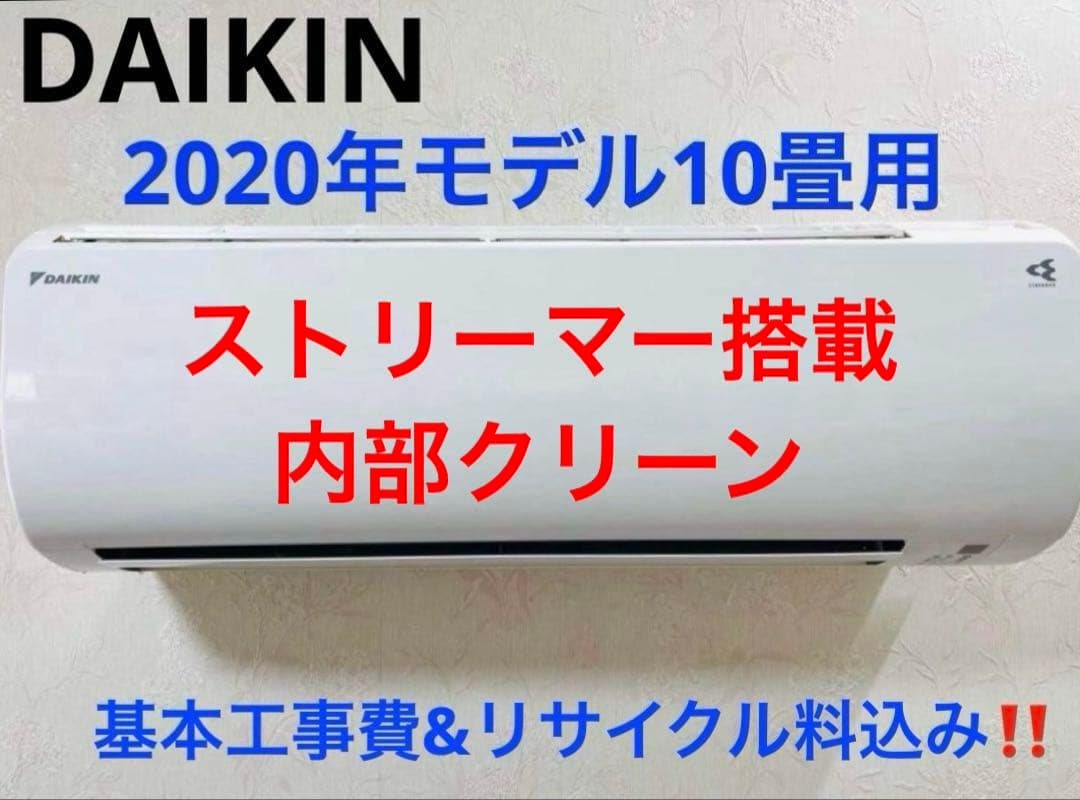 DAIKIN
2020年モデル10畳用
DAIKIN
ストリーマー搭載
内部クリーン
基本工事費&リサイクル料込み‼️